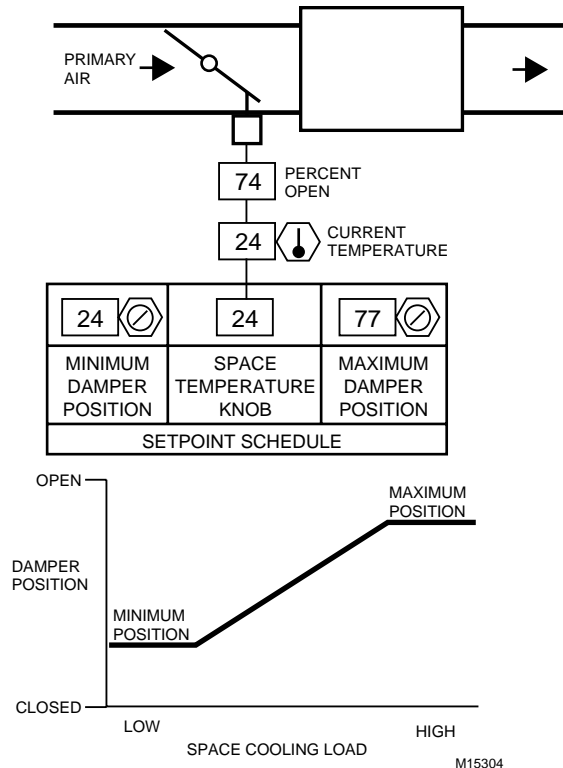 PRIMARY
AIR
74
PERCENT
OPEN
24
CURRENT
TEMPERATURE
24
24
77
MINIMUM
DAMPER
POSITION
SPACE
TEMPERATURE
KNOB
MAXIMUM
DAMPER
POSITION
SETPOINT SCHEDULE
OPEN
MAXIMUM
POSITION
DAMPER
POSITION
MINIMUM
POSITION
CLOSED
LOW
HIGH
SPACE COOLING LOAD
M15304